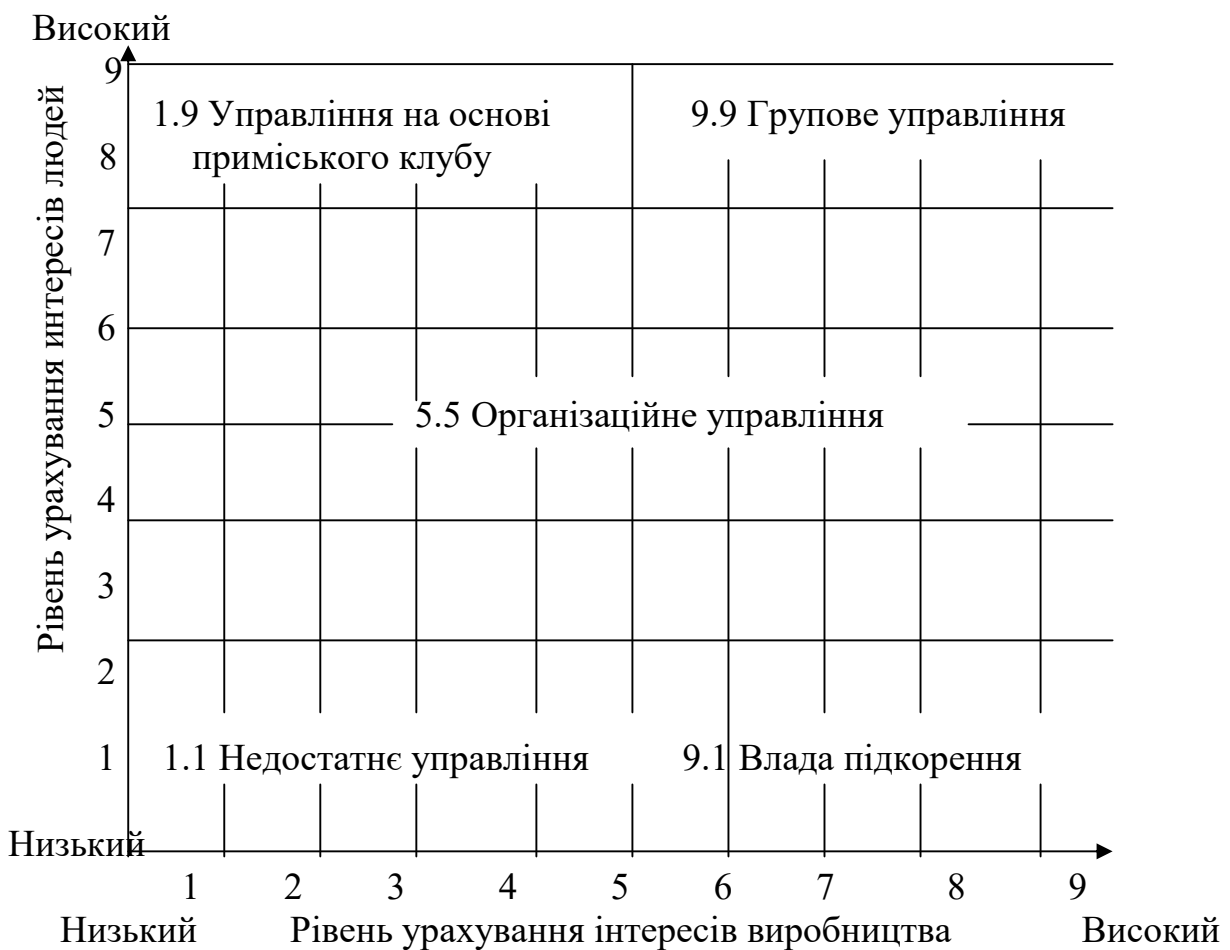 Високий
9
1.9 Управління на основі
приміського клубу
9.9 Групове управління
8
7
6
5
5.5 Організаційне управління
4
3
2
1
1.1 Недостатнє управління
9.1 Влада підкорення
Рівень урахування интересів людей
Низький
1 2 3 4 5 6 7 8 9
Низький Рівень урахування інтересів виробництва Високий